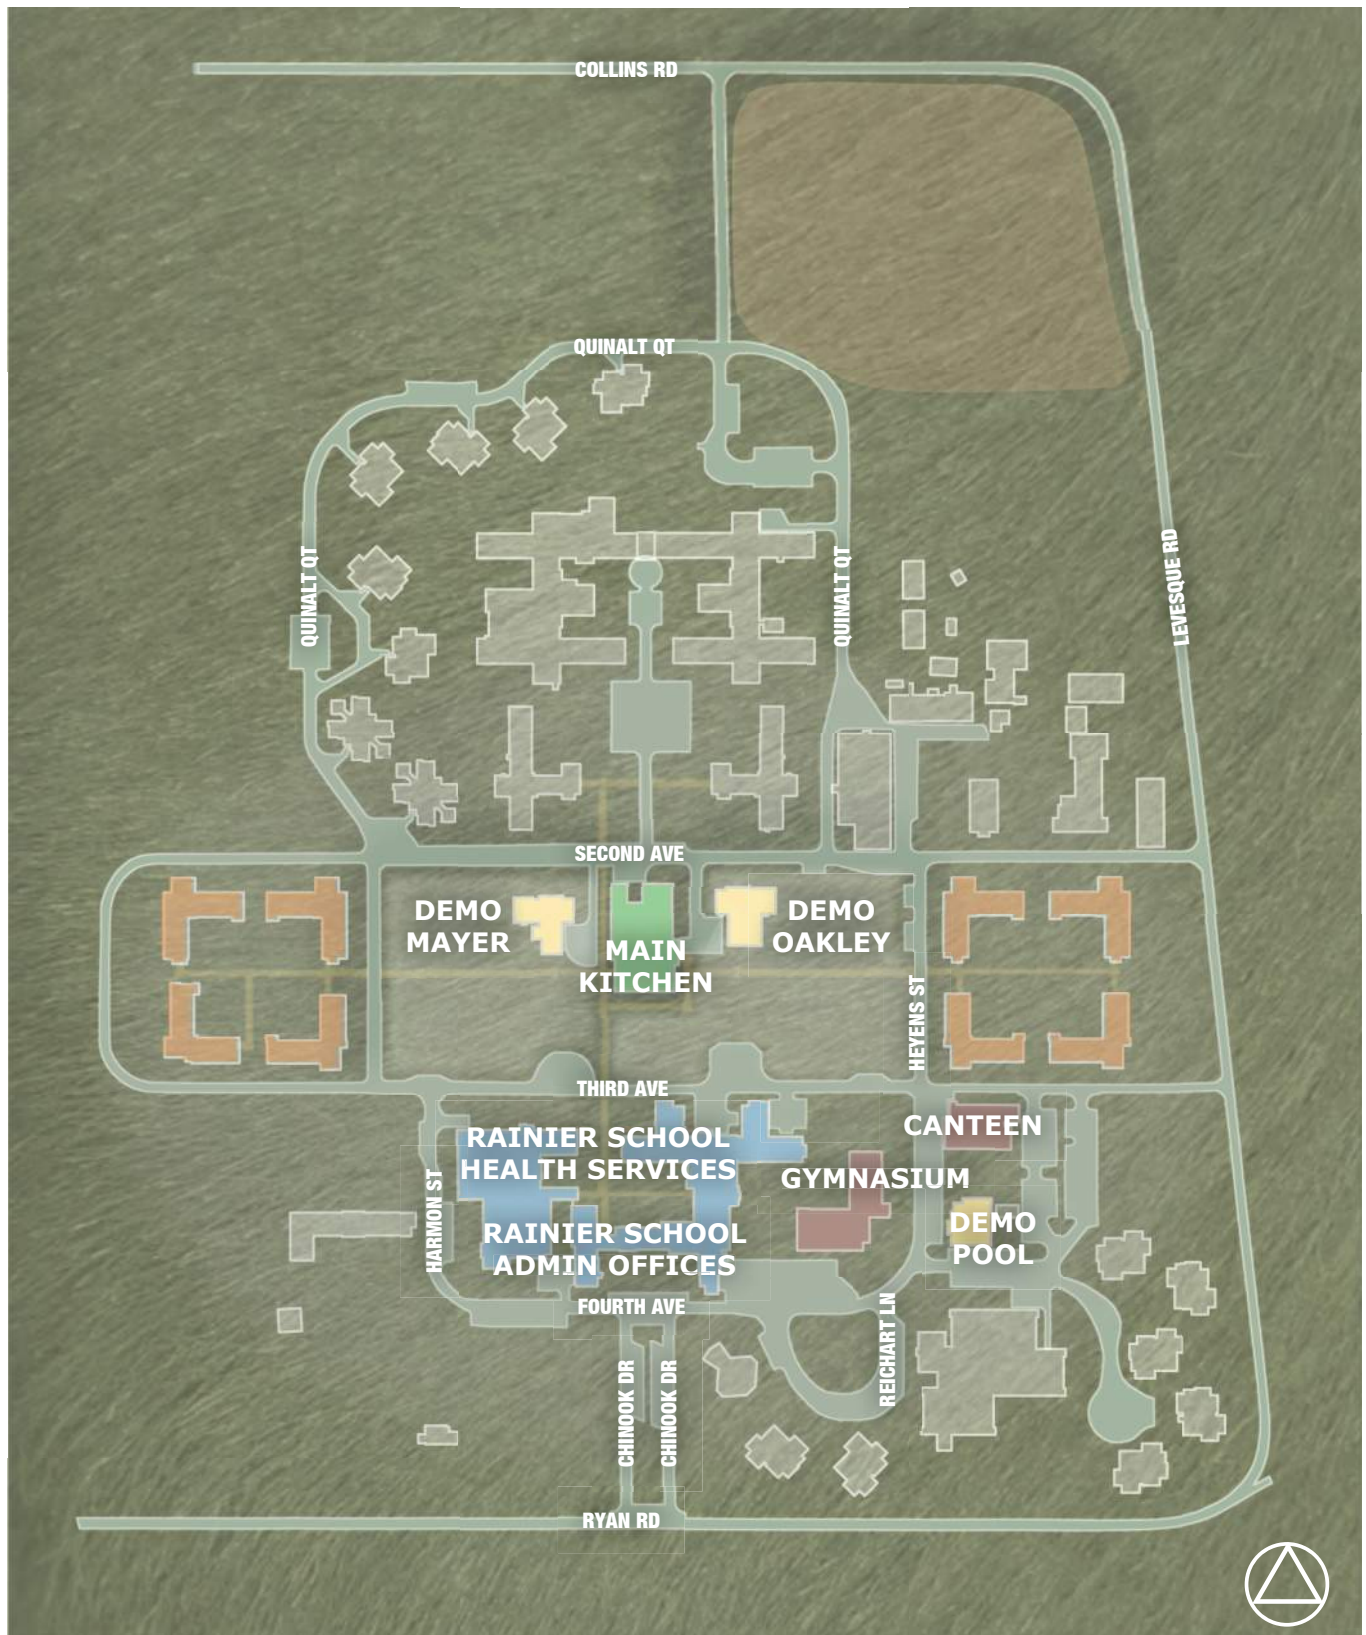 COLLINS RD
QUINALT QT
QUINALT QT
QUINALT QT
LEVESQUE RD
SECOND AVE
DEMO
MAYER
MAIN
KITCHEN
DEMO
OAKLEY
HEYENS ST
THIRD AVE
RAINIER SCHOOL
HEALTH SERVICES
CANTEEN
GYMNASIUM
HARMON ST
RAINIER SCHOOL
ADMIN OFFICES
DEMO
POOL
FOURTH AVE
REICHART LN
CHINOOK DR
CHINOOK DR
RYAN RD